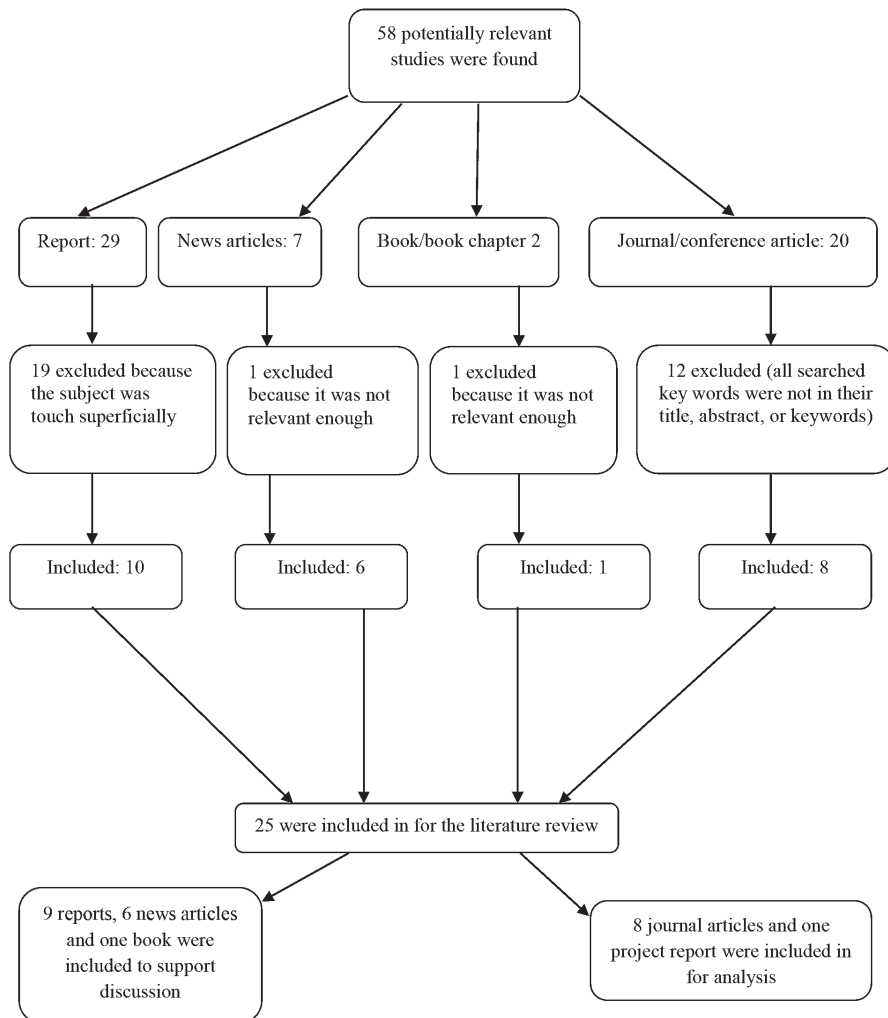 58 potentially relevant
studies were found
Report: 29
News articles: 7
Book/book chapter 2
Journal/conference article: 20
19 excluded because
the subject was
touch superficially
1 excluded
because it was not
relevant enough
1 excluded
because it was not
relevant enough
12 excluded (all searched
key words were not in their
title, abstract, or keywords)
Included: 10
Included: 6
Included: 1
Included: 8
25 were included in for the literature review
9 reports, 6 news articles
and one book were
included to support
discussion
8 journal articles and one
project report were included in
for analysis